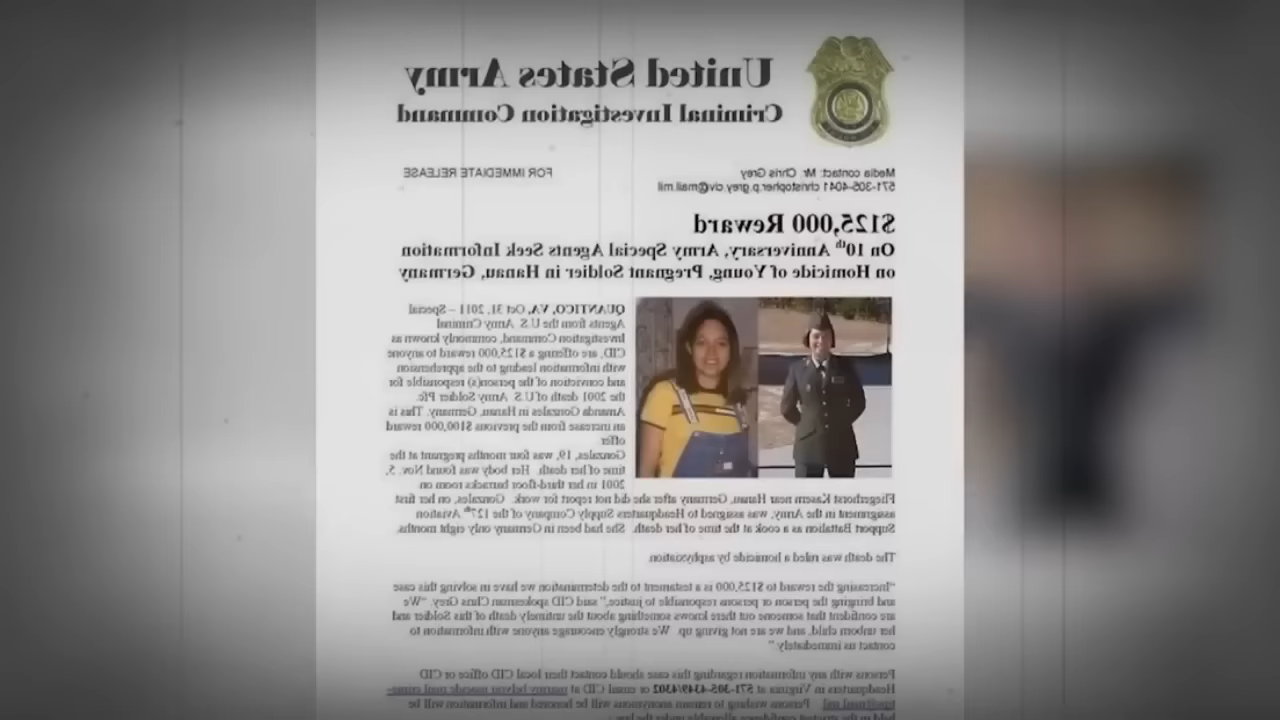 United States Army
Criminal Investigation Command
Media contact: Mr. Chris Grey
FOR IMMEDIATE RELEASE
571-305-4041 christopher.p.grey.civ@mail.mil
$125,000 Reward
On 10th Anniversary, Army Special Agents Seek Information
on Homicide of Young, Pregnant Soldier in Hanau, Germany
QUANTICO, VA, Oct 31, 2011 – Special
Agents from the U.S. Army Criminal
Investigation Command, commonly known as
CID, are offering a $125,000 reward to anyone
with information leading to the apprehension
and conviction of the person(s) responsible for
the 2001 death of U.S. Army Soldier Pfc.
Amanda Gonzales in Hanau, Germany. This is
an increase from the previous $100,000 reward
offer
Gonzales, 19, was four months pregnant at the
time of her death. Her body was found Nov. 5,
2001 in her third-floor barracks room on
Fliegerhorst Kasern near Hanau, Germany after she did not report for work. Gonzales, on her first
assignment in the Army, was assigned to Headquarters Supply Company of the 127th Aviation
Support Battalion as a cook at the time of her death. She had been in Germany only eight months.
The death was ruled a homicide by asphyxiation
"Increasing the reward to $125,000 is a testament to the determination we have in solving this case
and bringing the person or persons responsible to justice," said CID spokesman Chris Grey. "We
are confident that someone out there knows something about the untimely death of this Soldier and
her unborn child, and we are not giving up. We strongly encourage anyone with information to
contact us immediately."
Persons with any information regarding this case should contact their local CID office or CID
Headquarters in Virginia at 571-305-4349/4302 or email CID at
Persons wishing to remain anonymous will be honored and information will be
held in the strictest confidence allowable under the law